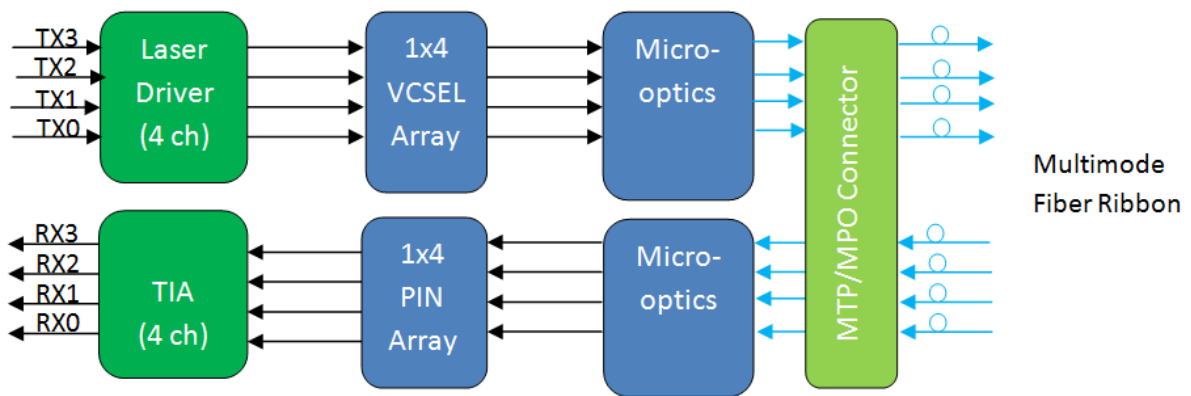 TX3
TX2
TX1
TX0
Laser
Driver
(4 ch)
1x4
VCSEL
Array
Micro-
optics
MTP/MPO Connector
Multimode
Fiber Ribbon
RX3
RX2
RX1
RX0
TIA
(4 ch)
1x4
PIN
Array
Micro-
optics